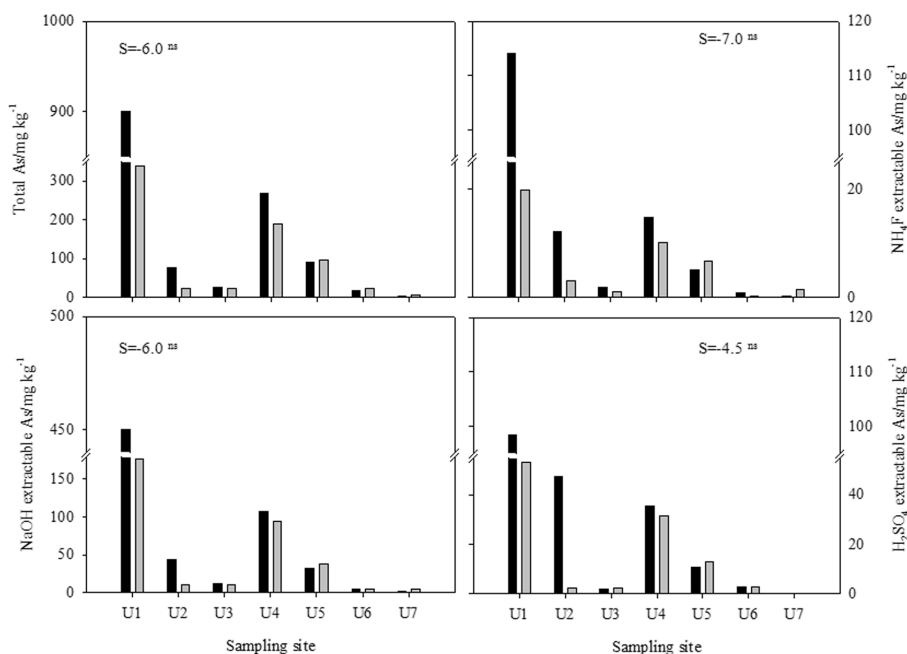 1000
900
300
200
100
0
Total As/mg kg-1
S=-6.0 ns
120
110
100
20
0
NH4F extractable As/mg kg-1
S=-7.0 ns
500
450
150
100
50
0
NaOH extractable As/mg kg-1
S=-6.0 ns
U1 U2 U3 U4 U5 U6 U7
Sampling site
120
100
40
20
0
H2SO4 extractable As/mg kg-1
S=-4.5 ns
U1 U2 U3 U4 U5 U6 U7
Sampling site